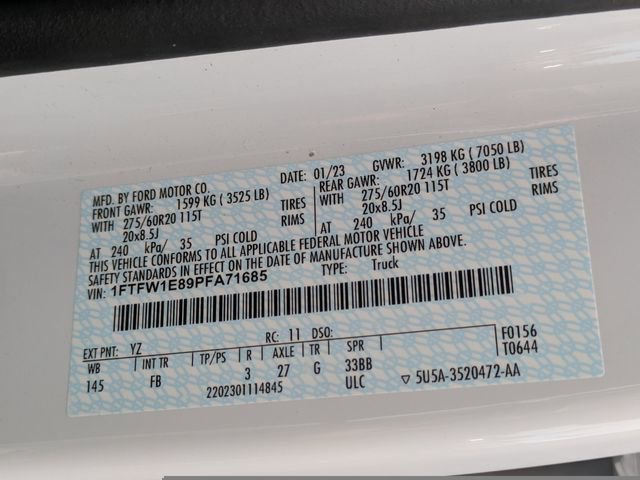 MFD. BY FORD MOTOR CO.
DATE: 01/23 GVWR: 3198 KG (7050 LB)
FRONT GAWR: 1599 KG (3525 LB) REAR GAWR: 1724 KG (3800 LB)
WITH 275/60R20 115T TIRES WITH 275/60R20 115T TIRES
20x8.5J RIMS 20x8.5J RIMS
AT 240 kPa/ 35 PSI COLD AT 240 kPa/ 35 PSI COLD
THIS VEHICLE CONFORMS TO ALL APPLICABLE FEDERAL MOTOR VEHICLE
SAFETY STANDARDS IN EFFECT ON THE DATE OF MANUFACTURE SHOWN ABOVE.
VIN: 1FTFW1E89PFA71685 TYPE: Truck
EXT PNT: YZ RC: 11 DSO: F0156
WB INT TR TP/PS R AXLE TR SPR T0644
145 FB 3 27 G 33BB
2202301114845 ULC ▽ 5U5A-3520472-AA